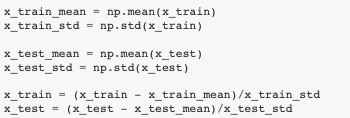 x_train_mean = np.mean(x_train)
x_train_std = np.std(x_train)
x_test_mean = np.mean(x_test)
x_test_std = np.std(x_test)
x_train = (x_train - x_train_mean)/x_train_std
x_test = (x_test - x_test_mean)/x_test_std